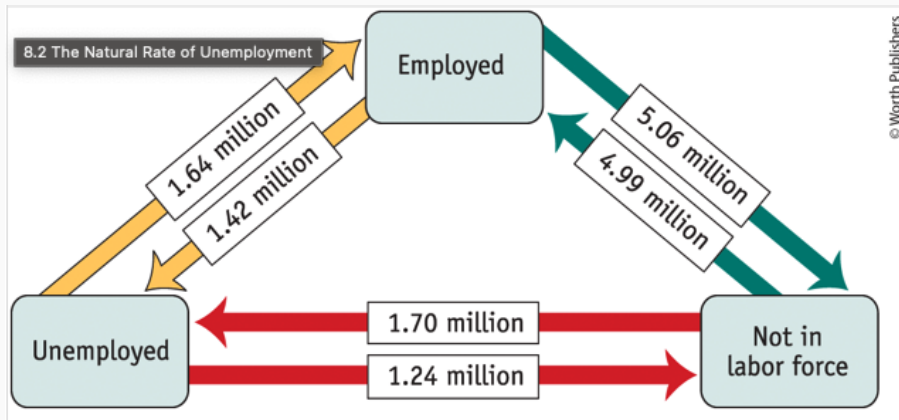 8.2 The Natural Rate of Unemployment
Employed
© Worth Publishers
1.64 million
1.42 million
5.06 million
4.99 million
Unemployed
1.70 million
1.24 million
Not in
labor force